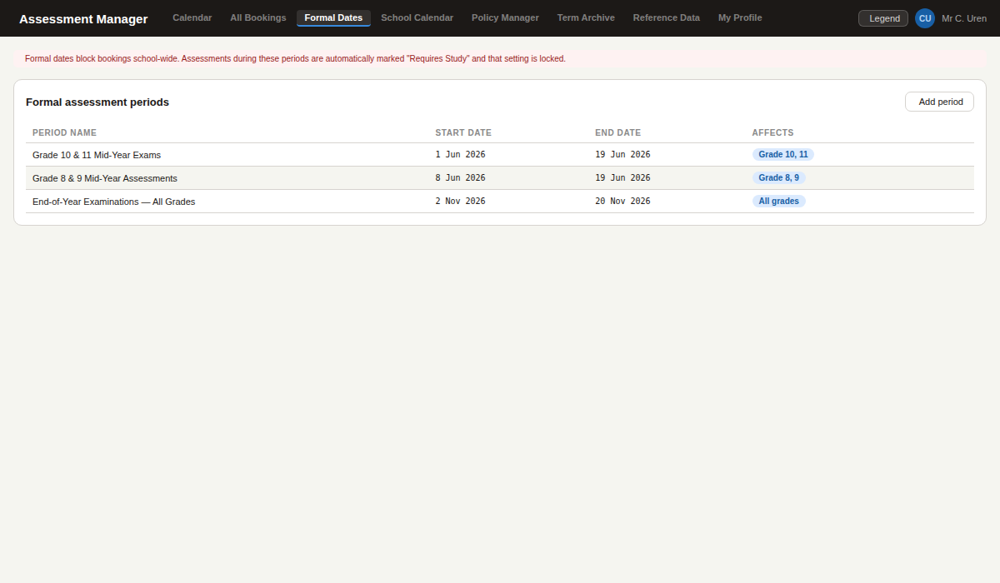 Assessment Manager Calendar All Bookings Formal Dates School Calendar Policy Manager Term Archive Reference Data My Profile Legend CU Mr C. Uren
Formal dates block bookings school-wide. Assessments during these periods are automatically marked "Requires Study" and that setting is locked.
Formal assessment periods Add period
PERIOD NAME START DATE END DATE AFFECTS
Grade 10 & 11 Mid-Year Exams 1 Jun 2026 19 Jun 2026 Grade 10, 11
Grade 8 & 9 Mid-Year Assessments 8 Jun 2026 19 Jun 2026 Grade 8, 9
End-of-Year Examinations — All Grades 2 Nov 2026 20 Nov 2026 All grades